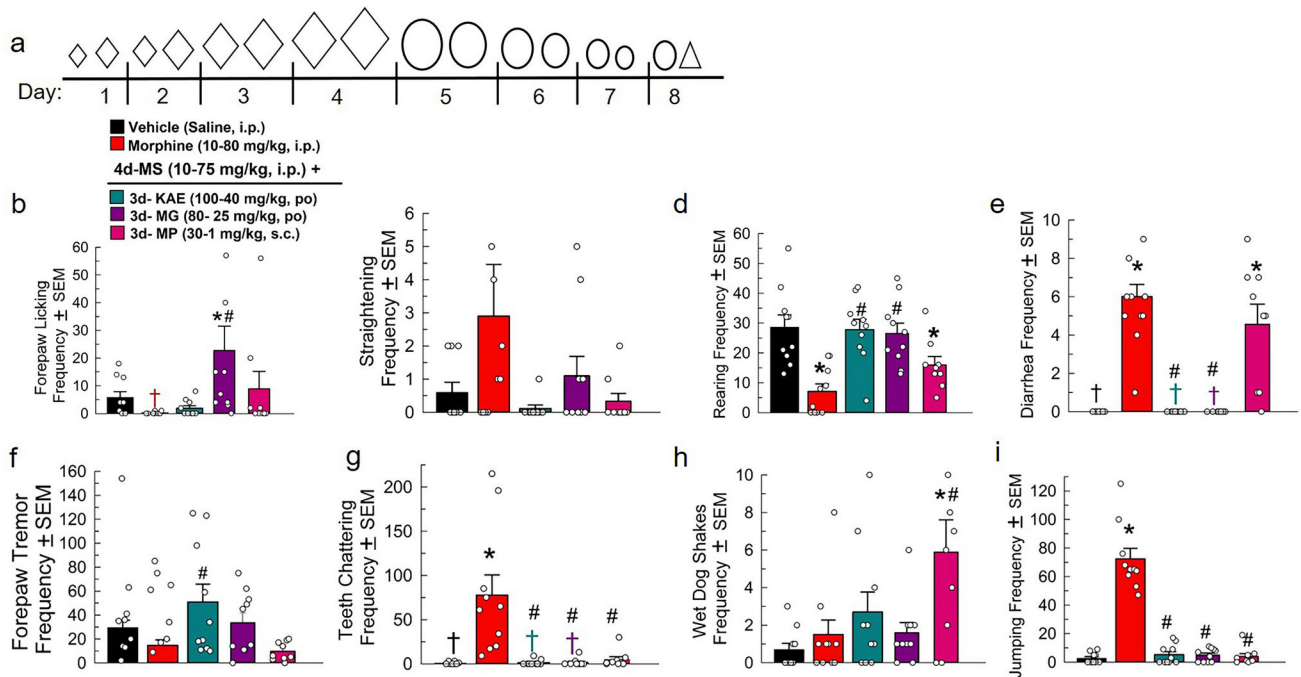 a
Day: 1 2 3 4 5 6 7 8
Vehicle (Saline, i.p.)
Morphine (10-80 mg/kg, i.p.)
4d-MS (10-75 mg/kg, i.p.) +
3d- KAE (100-40 mg/kg, po)
3d- MG (80- 25 mg/kg, po)
3d- MP (30-1 mg/kg, s.c.)
b
Forepaw Licking
Frequency ± SEM
60
50
40
30
20
10
0
†
*#
Straightening
Frequency ± SEM
6
5
4
3
2
1
0
d
Rearing Frequency ± SEM
60
50
40
30
20
10
0
*
#
#
*
e
Diarrhea Frequency ± SEM
10
8
6
4
2
0
†
*
#
†
#
†
*
f
Forepaw Tremor
Frequency ± SEM
160
140
120
100
80
60
40
20
0
#
g
Teeth Chattering
Frequency ± SEM
200
150
100
50
0
†
*
#
†
#
†
#
h
Wet Dog Shakes
Frequency ± SEM
10
8
6
4
2
0
*#
i
Jumping Frequency ± SEM
120
100
80
60
40
20
0
*
#
#
#